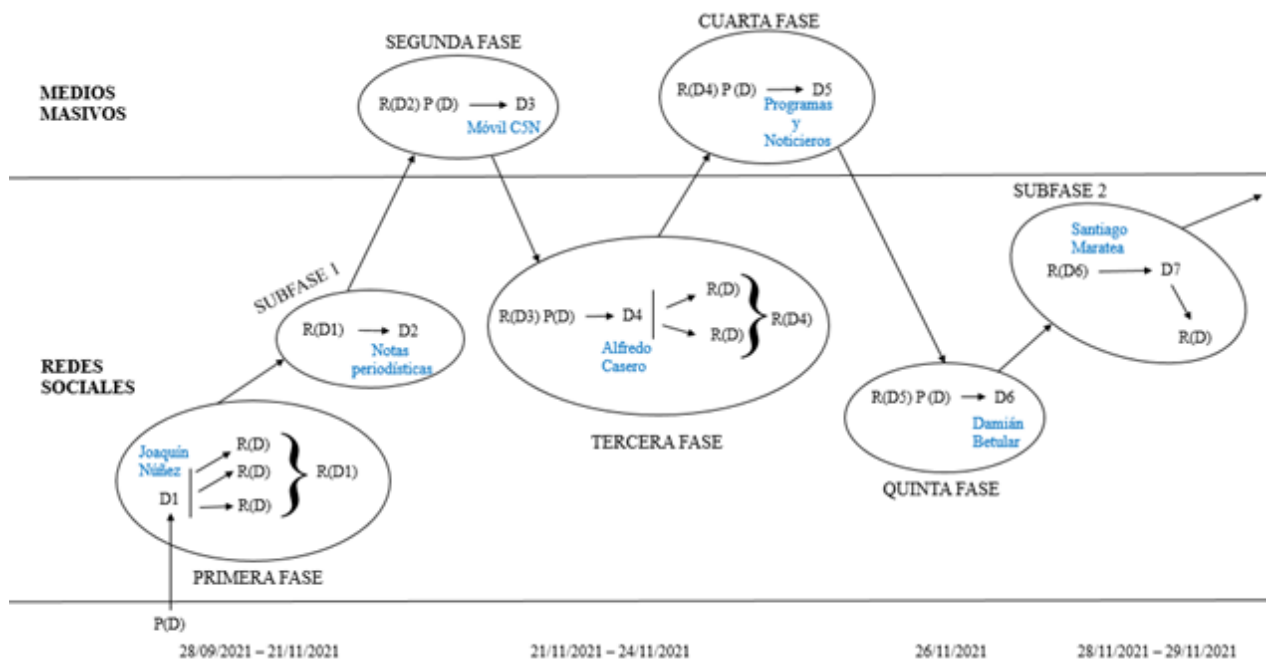 CUARTA FASE
SEGUNDA FASE
MEDIOS
MASIVOS
R(D2) P (D) → D3
Móvil C5N
R(D4) P (D) → D5
Programas
y
Noticieros
SUBFASE 2
Santiago
Maratea
R(D6) → D7
R(D)
SUBFASE 1
R(D1) → D2
Notas
periodísticas
R(D3) P(D) → D4
R(D)
R(D)
R(D4)
Alfredo
Casero
TERCERA FASE
REDES
SOCIALES
R(D5) P (D) → D6
Damián
Betular
QUINTA FASE
Joaquín
Núñez
D1
R(D)
R(D)
R(D)
R(D1)
PRIMERA FASE
P(D)
28/09/2021 – 21/11/2021
21/11/2021 – 24/11/2021
26/11/2021
28/11/2021 – 29/11/2021